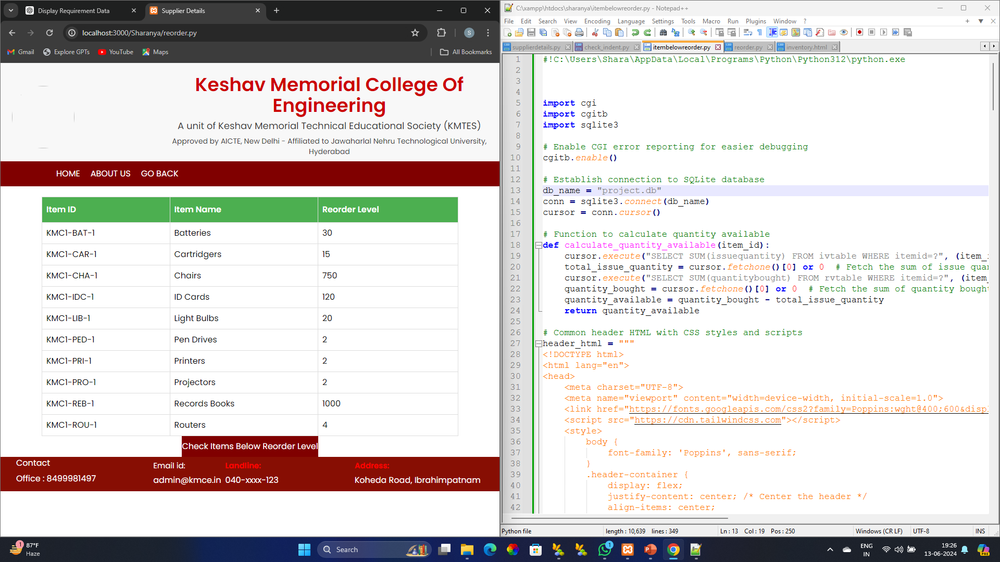 Display Requirement Data
Supplier Details
localhost:3000/Sharanya/reorder.py
S
Gmail
Explore GPTs
YouTube
Maps
All Bookmarks
Keshav Memorial College Of
Engineering
A unit of Keshav Memorial Technical Educational Society (KMTES)
Approved by AICTE, New Delhi - Affiliated to Jawaharlal Nehru Technological University,
Hyderabad
HOME ABOUT US GO BACK
Item ID Item Name Reorder Level
KMC1-BAT-1 Batteries 30
KMC1-CAR-1 Cartridgers 15
KMC1-CHA-1 Chairs 750
KMC1-IDC-1 ID Cards 120
KMC1-LIB-1 Light Bulbs 20
KMC1-PED-1 Pen Drives 2
KMC1-PRI-1 Printers 2
KMC1-PRO-1 Projectors 2
KMC1-REB-1 Records Books 1000
KMC1-ROU-1 Routers 4
Check Items Below Reorder Level
Contact
Office : 8499981497
Email id:
admin@kmce.in
Landline:
040-xxxx-123
Address:
Koheda Road, Ibrahimpatnam
C:\xampp\htdocs\sharanya\itembelowreorder.py - Notepad++
File Edit Search View Encoding Language Settings Tools Macro Run Plugins Window ?
supplierdetails.py check_indent.py itembelowreorder.py reorder.py inventory.html
1 #!C:\Users\Shara\AppData\Local\Programs\Python\Python312\python.exe
2
3
4
5 import cgi
6 import cgitb
7 import sqlite3
8
9 # Enable CGI error reporting for easier debugging
10 cgitb.enable()
11
12 # Establish connection to SQLite database
13 db_name = "project.db"
14 conn = sqlite3.connect(db_name)
15 cursor = conn.cursor()
16
17 # Function to calculate quantity available
18 def calculate_quantity_available(item_id):
19 cursor.execute("SELECT SUM(issuequantity) FROM ivtable WHERE itemid=?", (item_
20 total_issue_quantity = cursor.fetchone()[0] or 0 # Fetch the sum of issue qua
21 cursor.execute("SELECT SUM(quantitybought) FROM rvtable WHERE itemid=?", (item_
22 quantity_bought = cursor.fetchone()[0] or 0 # Fetch the sum of quantity bought
23 quantity_available = quantity_bought - total_issue_quantity
24 return quantity_available
25
26 # Common header HTML with CSS styles and scripts
27 header_html = """
28 <!DOCTYPE html>
29 <html lang="en">
30 <head>
31 <meta charset="UTF-8">
32 <meta name="viewport" content="width=device-width, initial-scale=1.0">
33 <link href="https://fonts.googleapis.com/css2?family=Poppins:wght@400;600&displ
34 <script src="https://cdn.tailwindcss.com"></script>
35 <style>
36 body {
37 font-family: 'Poppins', sans-serif;
38 }
39 .header-container {
40 display: flex;
41 justify-content: center; /* Center the header */
42 align-items: center;
Python file length : 10,639 lines : 349 Ln : 13 Col : 19 Pos : 250 Windows (CR LF) UTF-8 INS
1
87°F
Haze
Search
1
ENG
IN
19:26
13-06-2024
PRE